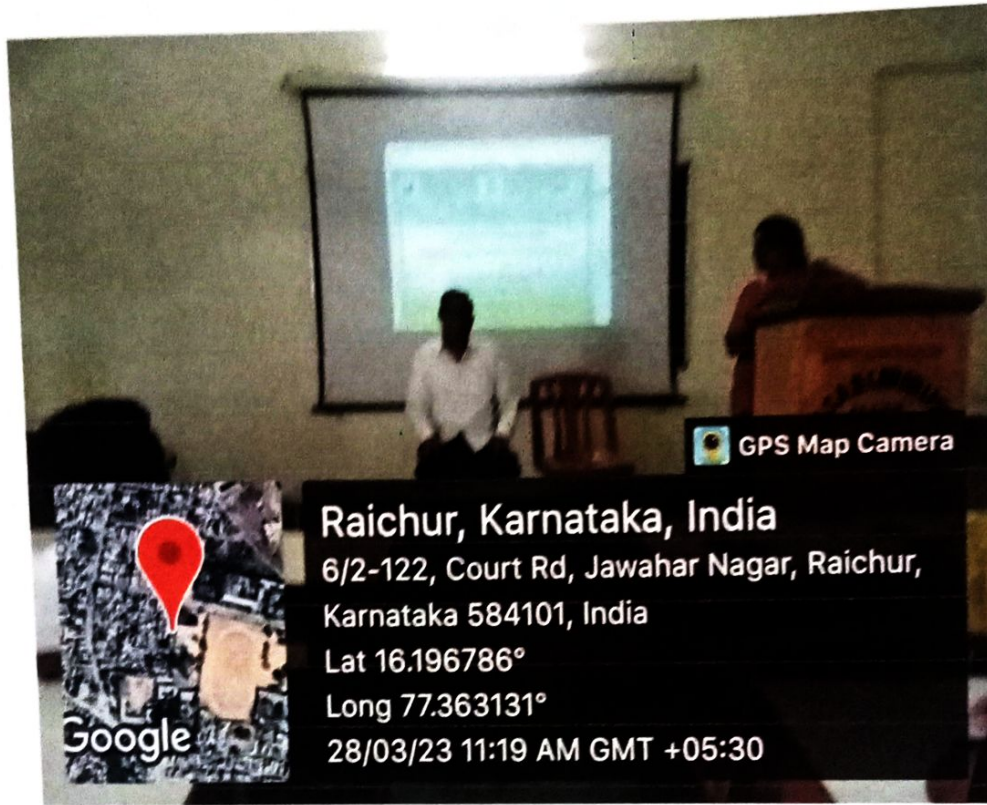 GPS Map Camera
Raichur, Karnataka, India
6/2-122, Court Rd, Jawahar Nagar, Raichur,
Karnataka 584101, India
Lat 16.196786°
Long 77.363131°
28/03/23 11:19 AM GMT +05:30
Google